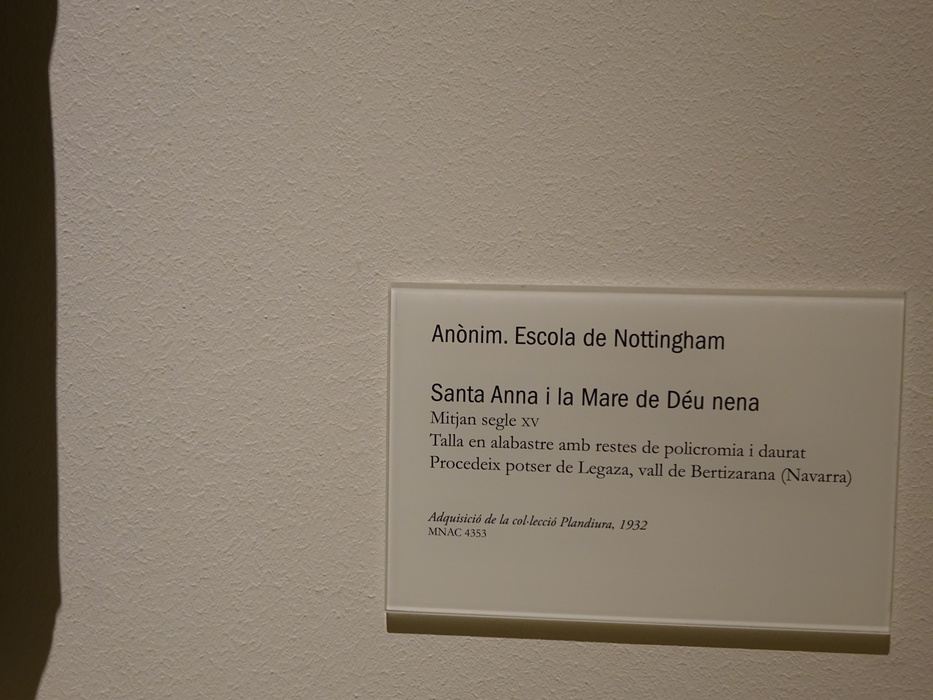 Anònim. Escola de Nottingham
Santa Anna i la Mare de Déu nena
Mitjan segle XV
Talla en alabastre amb restes de policromia i daurat
Procedeix potser de Legaza, vall de Bertizarana (Navarra)
Adquisició de la col·lecció Plandiura, 1932
MNAC 4353